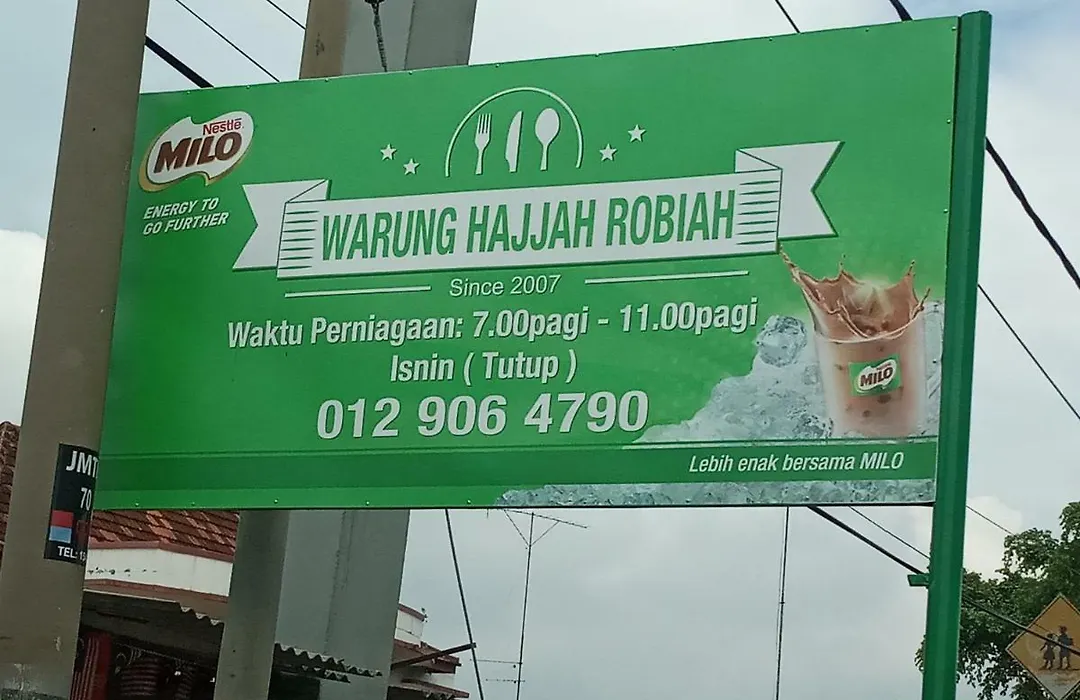 Nestlé
MILO
ENERGY TO
GO FURTHER
WARUNG HAJJAH ROBIAH
Since 2007
Waktu Perniagaan: 7.00pagi - 11.00pagi
Isnin ( Tutup )
012 906 4790
MILO
Lebih enak bersama MILO
JMT
70
TEL: